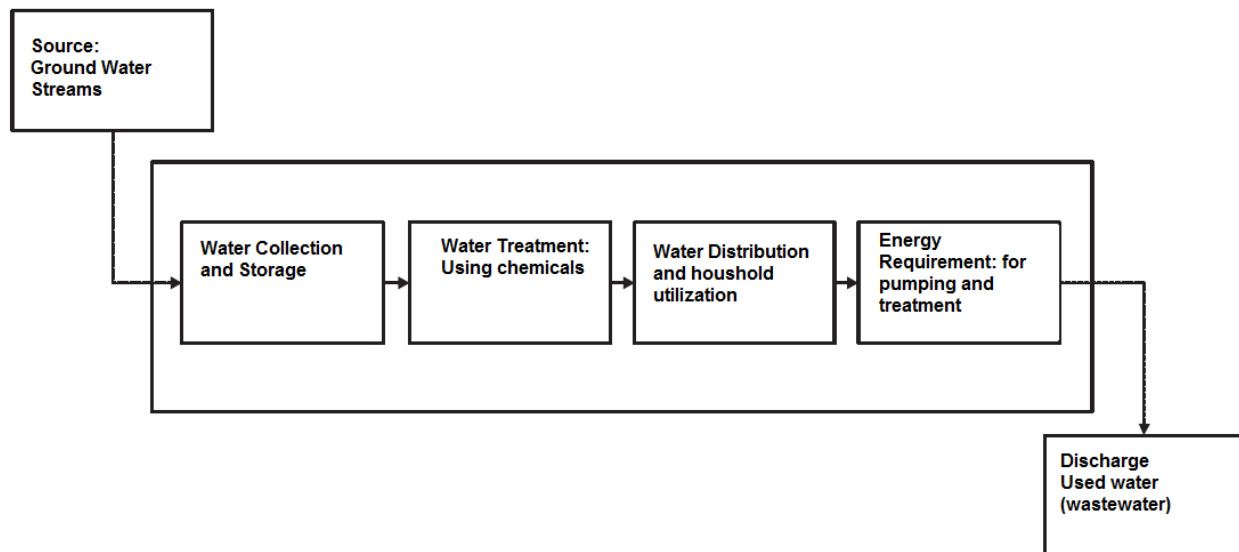 Source:
Ground Water
Streams
Water Collection
and Storage
Water Treatment:
Using chemicals
Water Distribution
and houshold
utilization
Energy
Requirement: for
pumping and
treatment
Discharge
Used water
(wastewater)